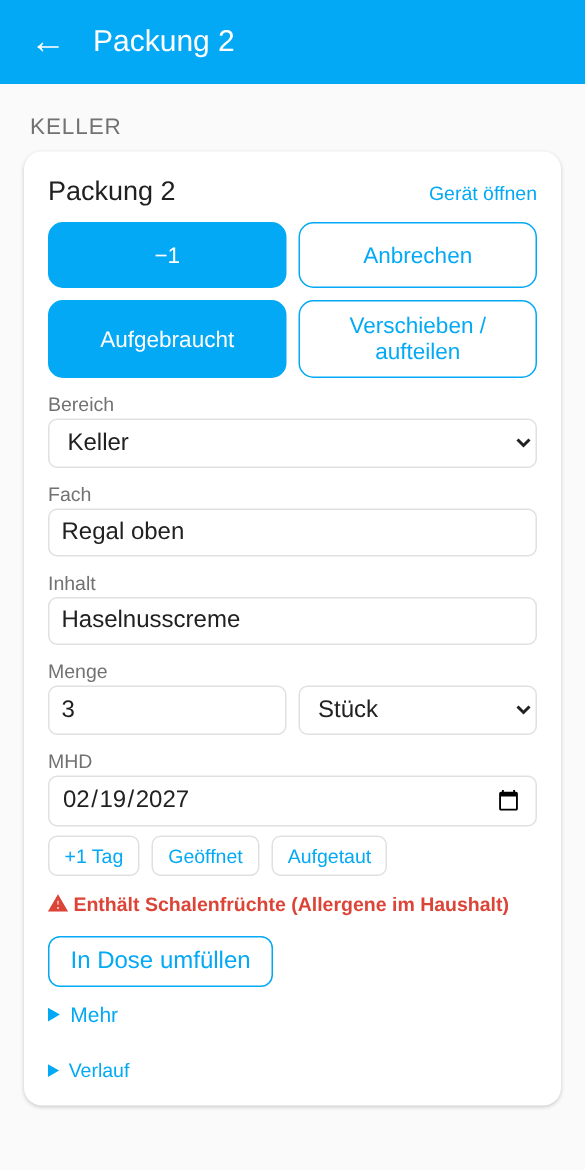 ← Packung 2
KELLER
Packung 2
Gerät öffnen
−1
Anbrechen
Aufgebraucht
Verschieben /
aufteilen
Bereich
Keller
Fach
Regal oben
Inhalt
Haselnusscreme
Menge
3
Stück
MHD
02/19/2027
+1 Tag
Geöffnet
Aufgetaut
⚠ Enthält Schalenfrüchte (Allergene im Haushalt)
In Dose umfüllen
▶ Mehr
▶ Verlauf